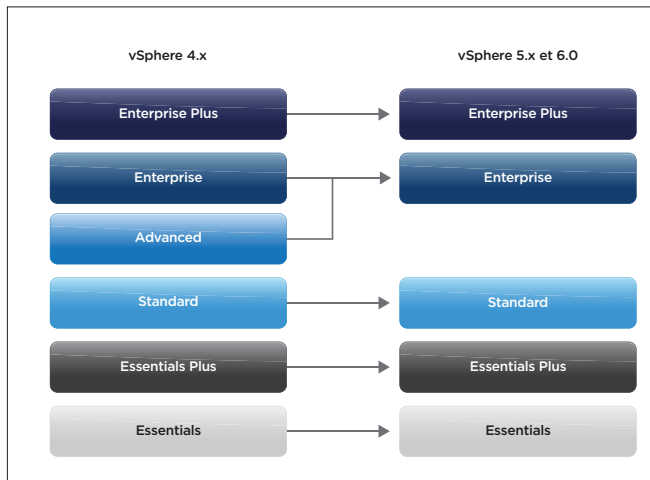 vSphere 4.x
vSphere 5.x et 6.0
Enterprise Plus
Enterprise Plus
Enterprise
Enterprise
Advanced
Standard
Standard
Essentials Plus
Essentials Plus
Essentials
Essentials